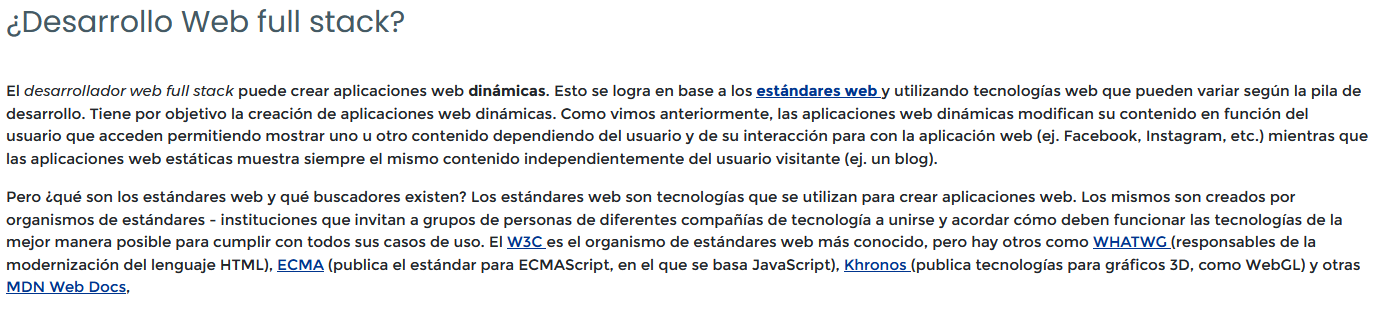 ¿Desarrollo Web full stack?
El desarrollador web full stack puede crear aplicaciones web dinámicas. Esto se logra en base a los estándares web y utilizando tecnologías web que pueden variar según la pila de
desarrollo. Tiene por objetivo la creación de aplicaciones web dinámicas. Como vimos anteriormente, las aplicaciones web dinámicas modifican su contenido en función del
usuario que acceden permitiendo mostrar uno u otro contenido dependiendo del usuario y de su interacción para con la aplicación web (ej. Facebook, Instagram, etc.) mientras que
las aplicaciones web estáticas muestra siempre el mismo contenido independientemente del usuario visitante (ej. un blog).
Pero ¿qué son los estándares web y qué buscadores existen? Los estándares web son tecnologías que se utilizan para crear aplicaciones web. Los mismos son creados por
organismos de estándares - instituciones que invitan a grupos de personas de diferentes compañías de tecnología a unirse y acordar cómo deben funcionar las tecnologías de la
mejor manera posible para cumplir con todos sus casos de uso. El W3C es el organismo de estándares web más conocido, pero hay otros como WHATWG (responsables de la
modernización del lenguaje HTML), ECMA (publica el estándar para ECMAScript, en el que se basa JavaScript), Khronos (publica tecnologías para gráficos 3D, como WebGL) y otras
MDN Web Docs,